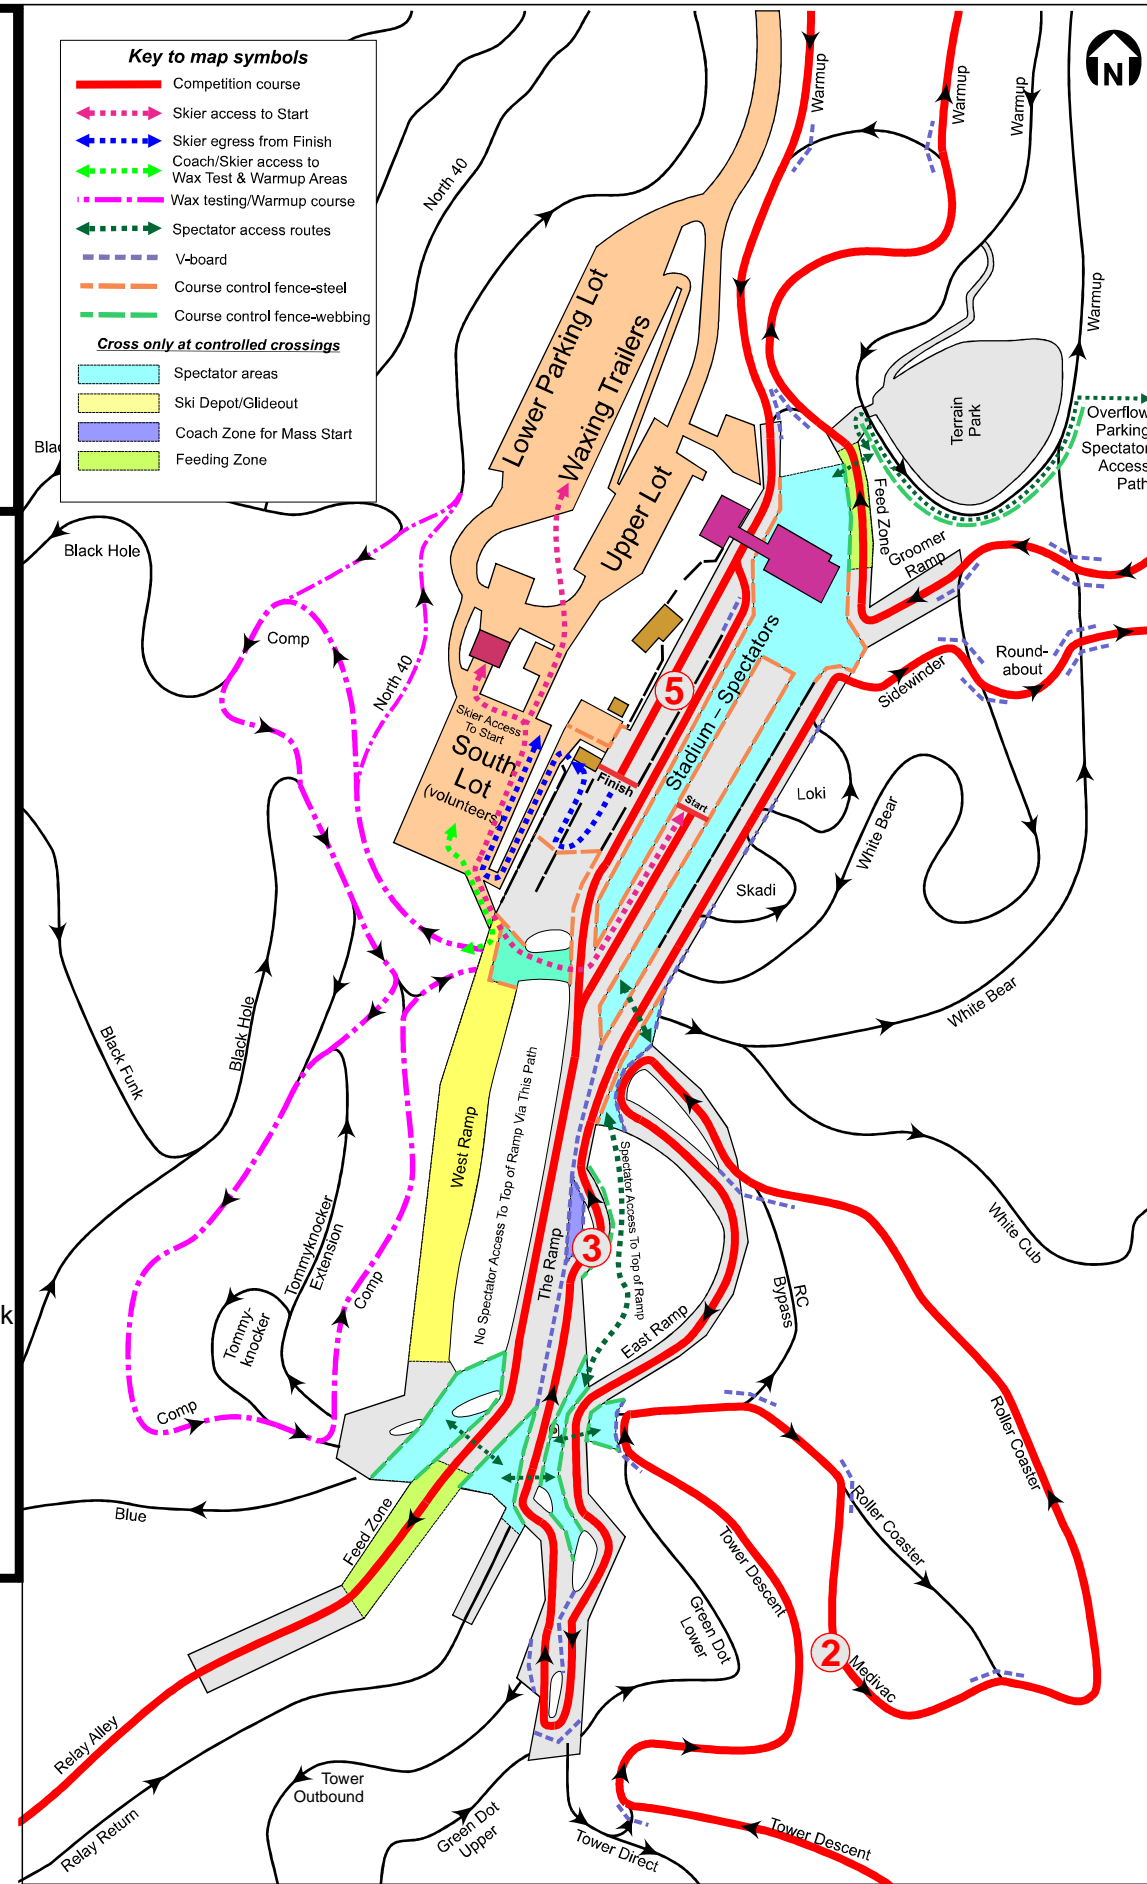 Key to map symbols
Competition course
Skier access to Start
Skier egress from Finish
Coach/Skier access to
Wax Test & Warmup Areas
Wax testing/Warmup course
Spectator access routes
V-board
Course control fence-steel
Course control fence-webbing
Cross only at controlled crossings
Spectator areas
Ski Depot/Glideout
Coach Zone for Mass Start
Feeding Zone
N
Warmup
Warmup
Warmup
Warmup
North 40
Lower Parking Lot
Waxing Trailers
Upper Lot
Terrain
Park
Overflow
Parking
Spectator
Access
Path
Feed Zone
Groomer
Ramp
Blac
Black Hole
Comp
North 40
Skier Access
To Start
South
Lot
(volunteers)
Finish
5
Stadium – Spectators
Start
Sidewinder
Round-
about
Loki
White Bear
Skadi
White Bear
Black Funk
Black Hole
West Ramp
No Spectator Access To Top of Ramp Via This Path
The Ramp
Spectator Access To Top of Ramp
3
East Ramp
RC
Bypass
White Cub
Tommyknocker
Extension
Tommy-
knocker
Comp
Comp
k
Roller Coaster
Roller Coaster
Blue
Feed Zone
Tower Descent
Green Dot
Lower
2
Medivac
Relay Alley
Relay Return
Tower
Outbound
Green Dot
Upper
Tower Direct
Tower Descent